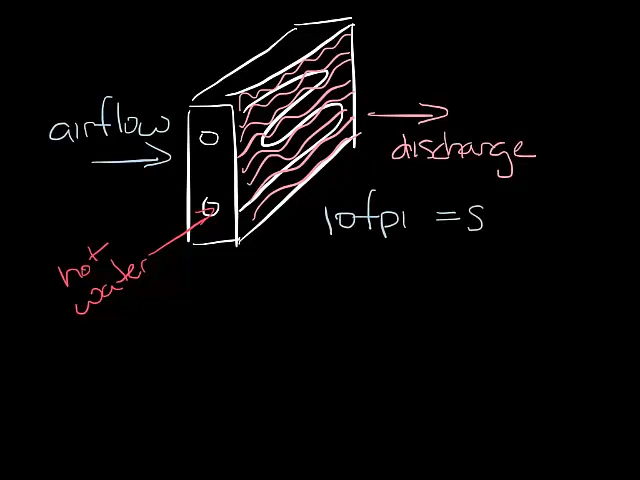 airflow
discharge
10fpi = S
hot
water